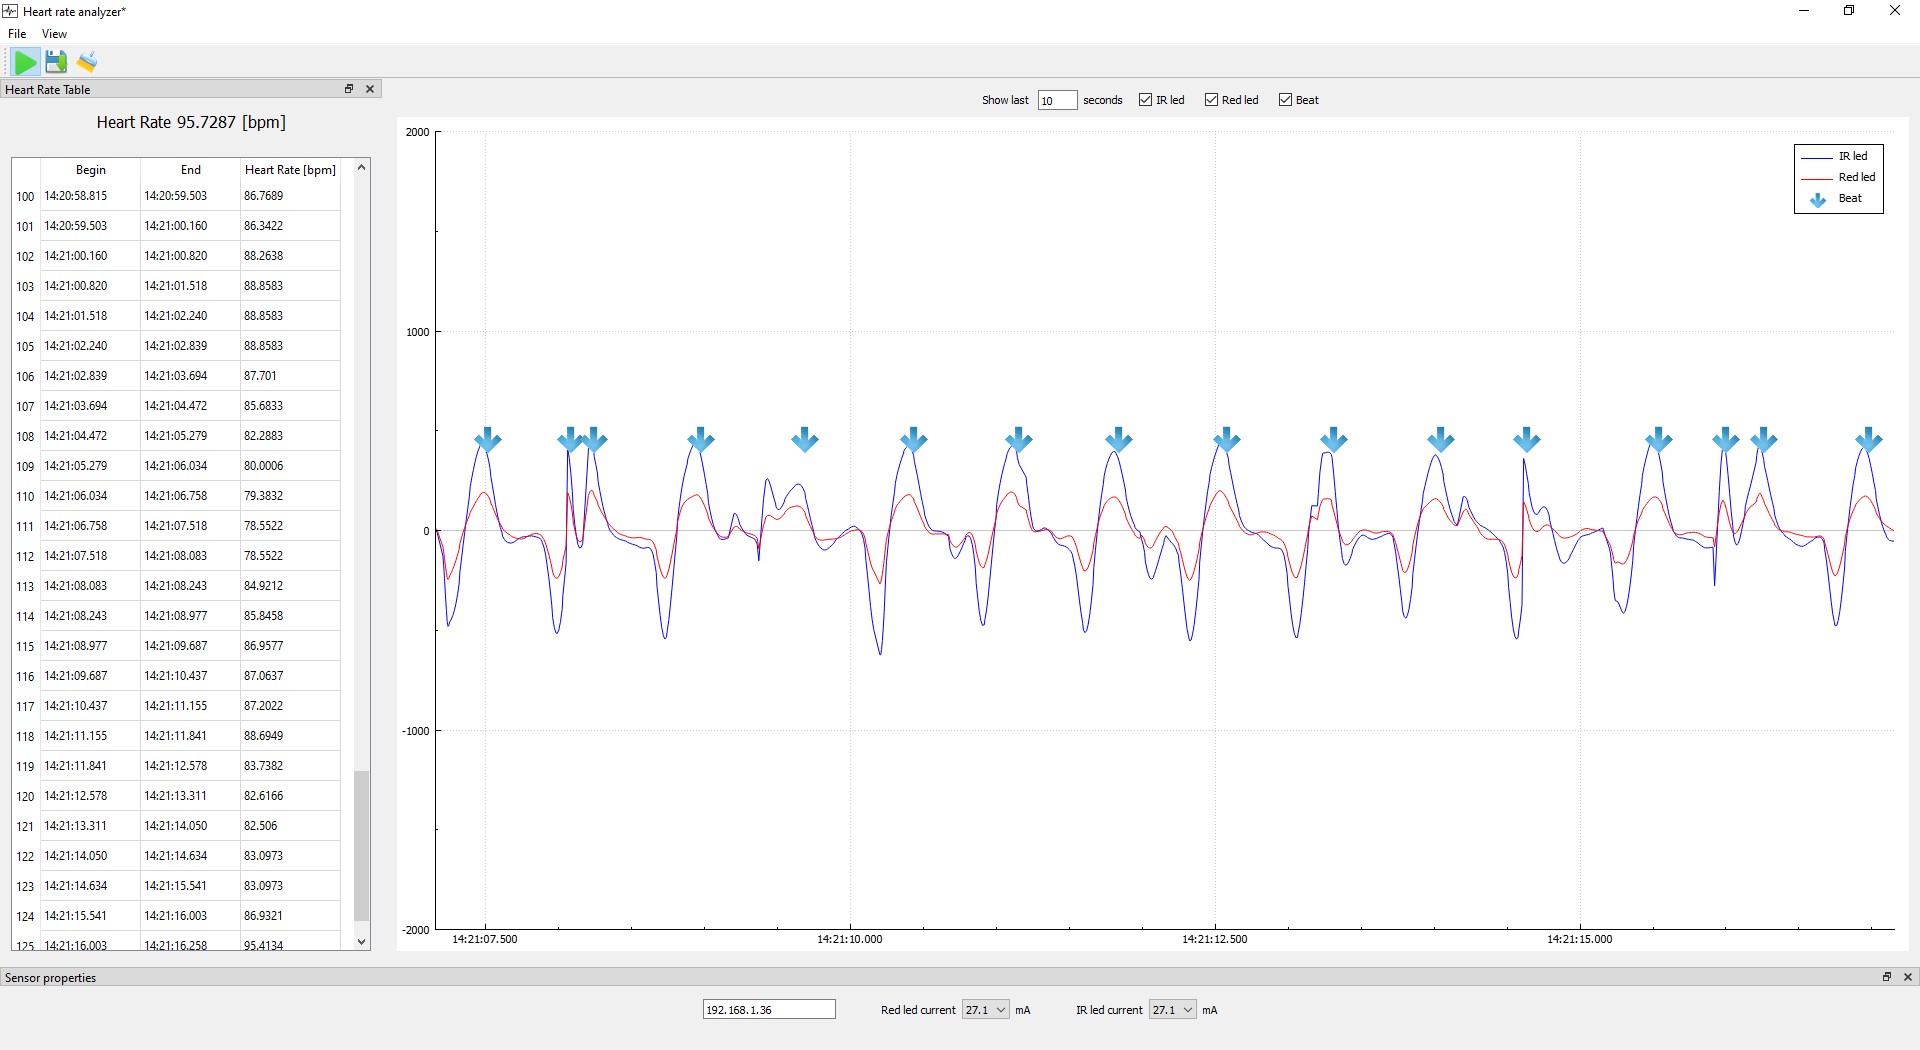 Heart rate analyzer*
File View
Heart Rate Table
Heart Rate 95.7287 [bpm]
Begin End Heart Rate [bpm]
100 14:20:58.815 14:20:59.503 86.7689
101 14:20:59.503 14:21:00.160 86.3422
102 14:21:00.160 14:21:00.820 88.2638
103 14:21:00.820 14:21:01.518 88.8583
104 14:21:01.518 14:21:02.240 88.8583
105 14:21:02.240 14:21:02.839 88.8583
106 14:21:02.839 14:21:03.694 87.701
107 14:21:03.694 14:21:04.472 85.6833
108 14:21:04.472 14:21:05.279 82.2883
109 14:21:05.279 14:21:06.034 80.0006
110 14:21:06.034 14:21:06.758 79.3832
111 14:21:06.758 14:21:07.518 78.5522
112 14:21:07.518 14:21:08.083 78.5522
113 14:21:08.083 14:21:08.243 84.9212
114 14:21:08.243 14:21:08.977 85.8458
115 14:21:08.977 14:21:09.687 86.9577
116 14:21:09.687 14:21:10.437 87.0637
117 14:21:10.437 14:21:11.155 87.2022
118 14:21:11.155 14:21:11.841 88.6949
119 14:21:11.841 14:21:12.578 83.7382
120 14:21:12.578 14:21:13.311 82.6166
121 14:21:13.311 14:21:14.050 82.506
122 14:21:14.050 14:21:14.634 83.0973
123 14:21:14.634 14:21:15.541 83.0973
124 14:21:15.541 14:21:16.003 86.9321
125 14:21:16.003 14:21:16.258 95.4134
Show last 10 seconds IR led Red led Beat
2000
1000
0
-1000
-2000
14:21:07.500 14:21:10.000 14:21:12.500 14:21:15.000
IR led
Red led
Beat
Sensor properties
192.168.1.36 Red led current 27.1 mA IR led current 27.1 mA